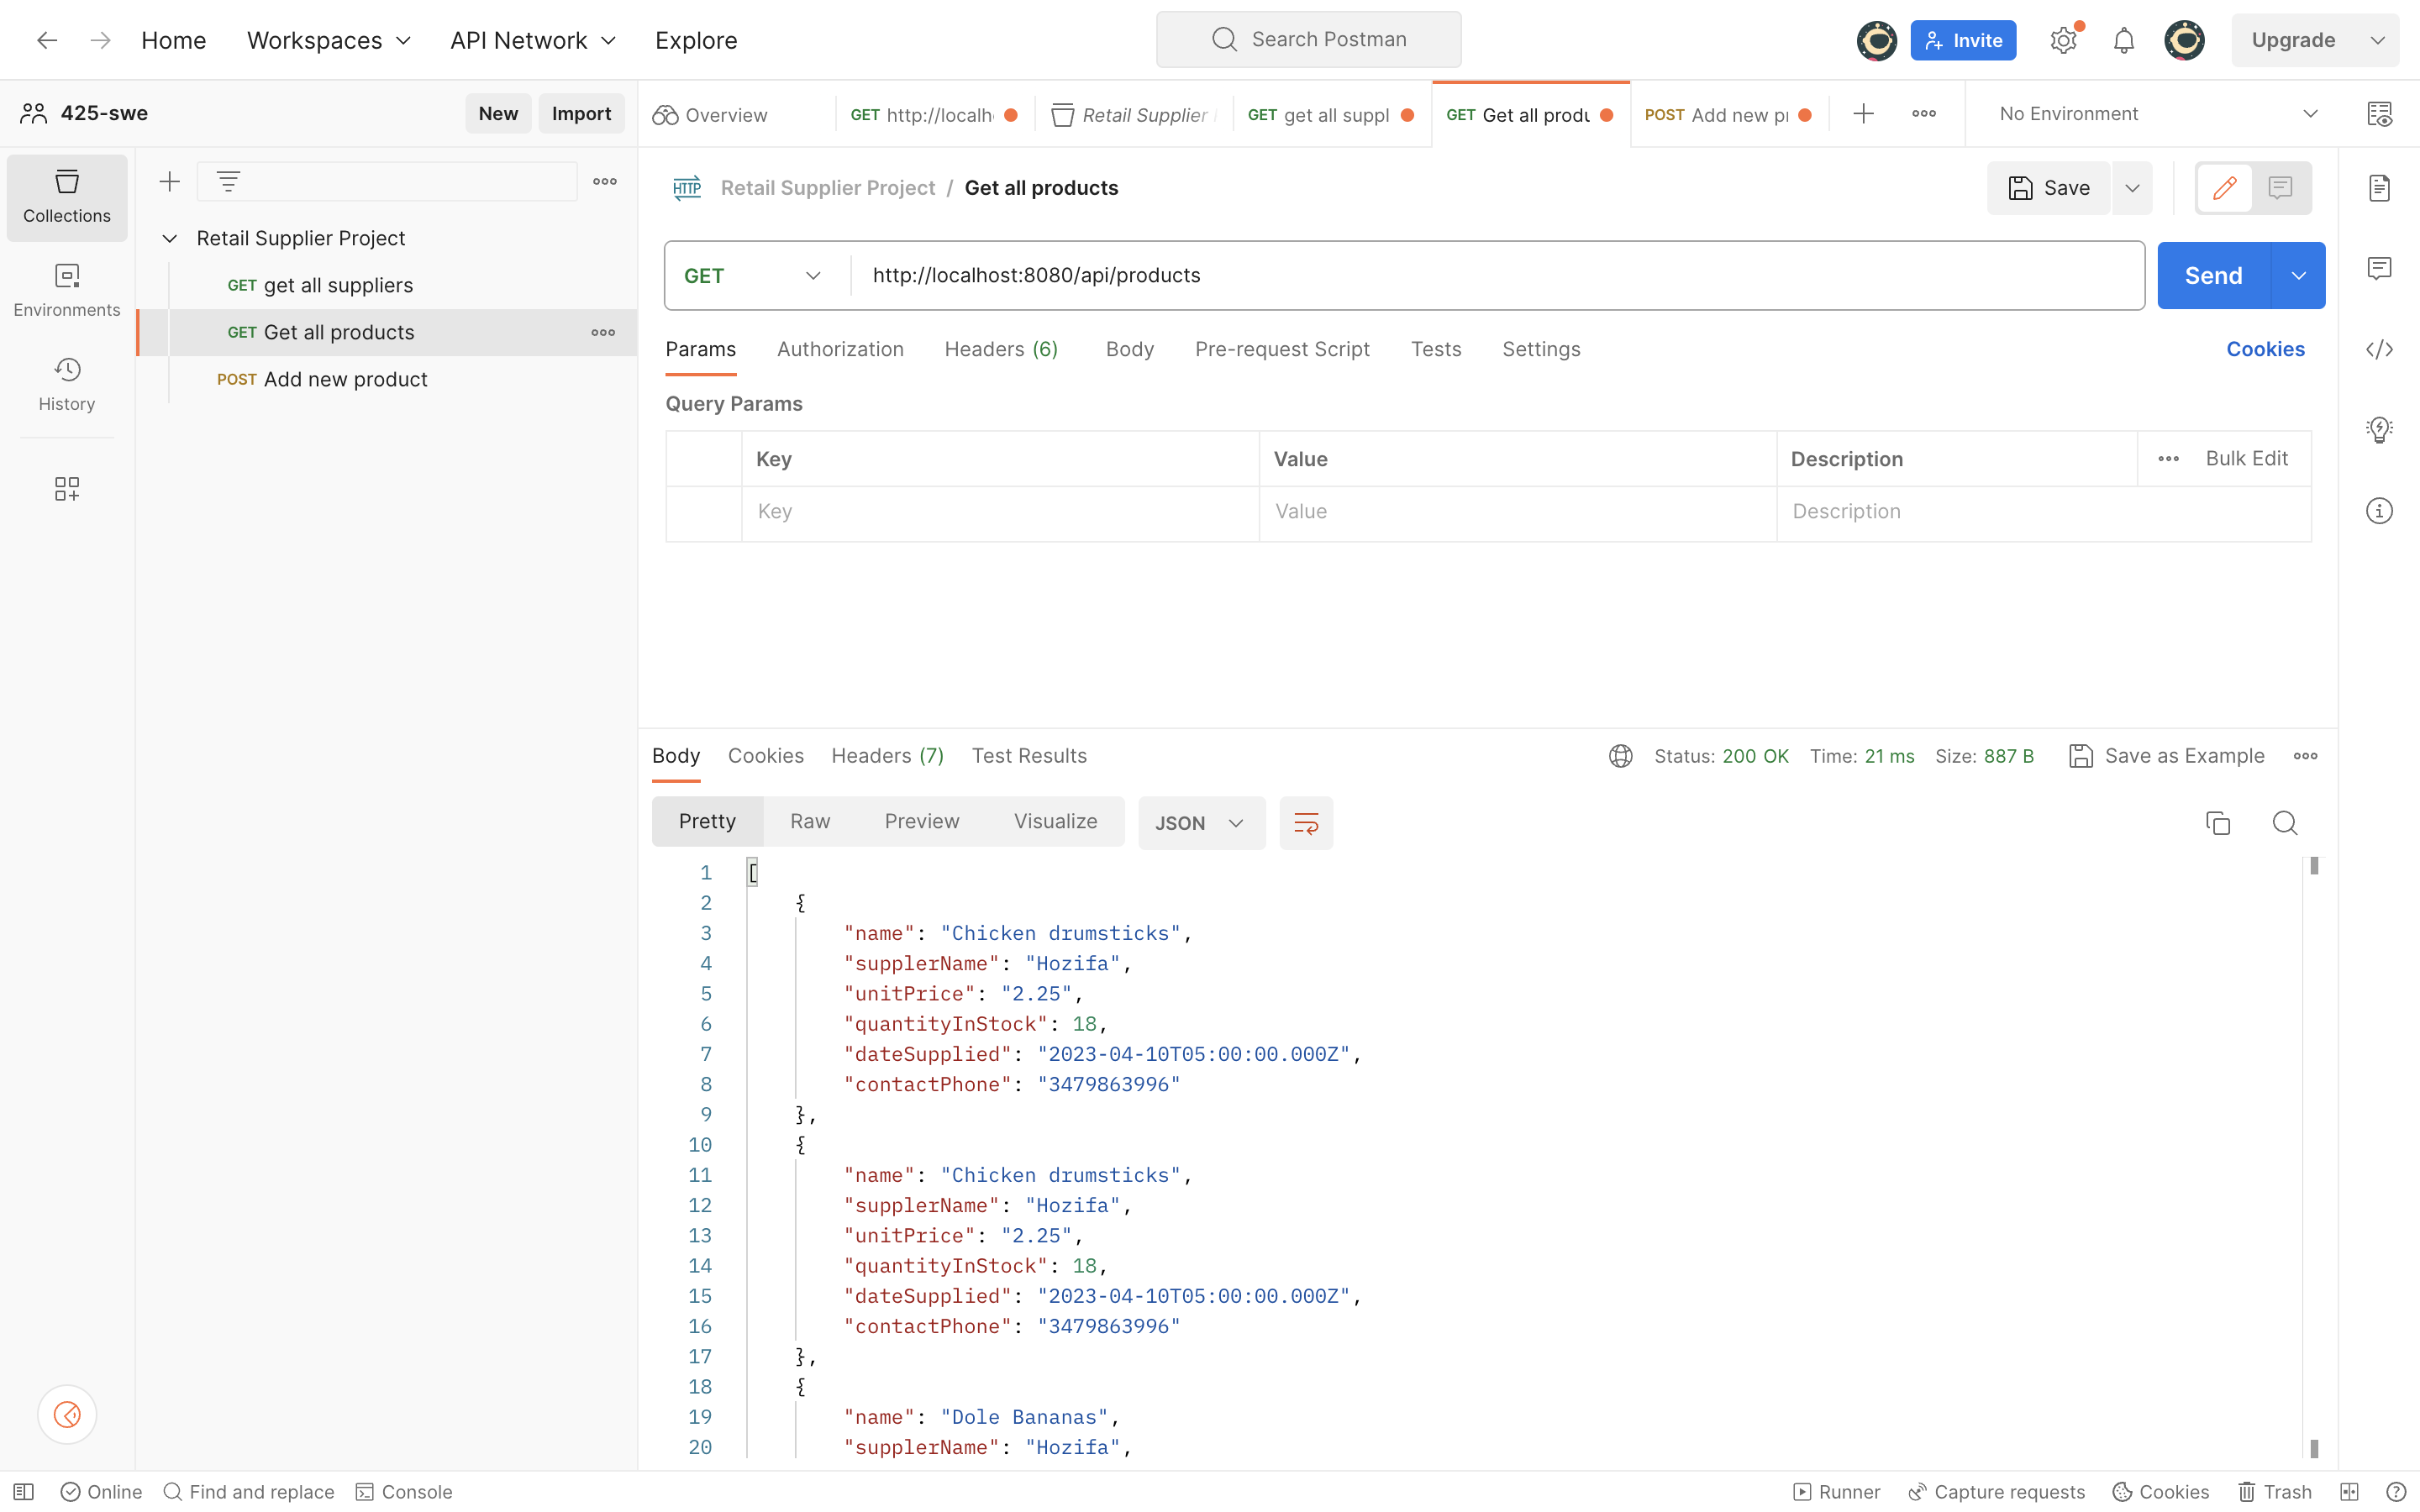 Home Workspaces API Network Explore Search Postman Invite Upgrade
425-swe New Import
Overview GET http://localh Retail Supplier GET get all suppl GET Get all produ POST Add new pr No Environment
Collections
Environments
History
Retail Supplier Project
GET get all suppliers
GET Get all products
POST Add new product
HTTP Retail Supplier Project / Get all products Save
GET http://localhost:8080/api/products Send
Params Authorization Headers (6) Body Pre-request Script Tests Settings Cookies
Query Params
Key Value Description Bulk Edit
Key Value Description
Body Cookies Headers (7) Test Results Status: 200 OK Time: 21 ms Size: 887 B Save as Example
Pretty Raw Preview Visualize JSON
1 [
2 {
3 "name": "Chicken drumsticks",
4 "supplerName": "Hozifa",
5 "unitPrice": "2.25",
6 "quantityInStock": 18,
7 "dateSupplied": "2023-04-10T05:00:00.000Z",
8 "contactPhone": "3479863996"
9 },
10 {
11 "name": "Chicken drumsticks",
12 "supplerName": "Hozifa",
13 "unitPrice": "2.25",
14 "quantityInStock": 18,
15 "dateSupplied": "2023-04-10T05:00:00.000Z",
16 "contactPhone": "3479863996"
17 },
18 {
19 "name": "Dole Bananas",
20 "supplerName": "Hozifa",
Online Find and replace Console Runner Capture requests Cookies Trash